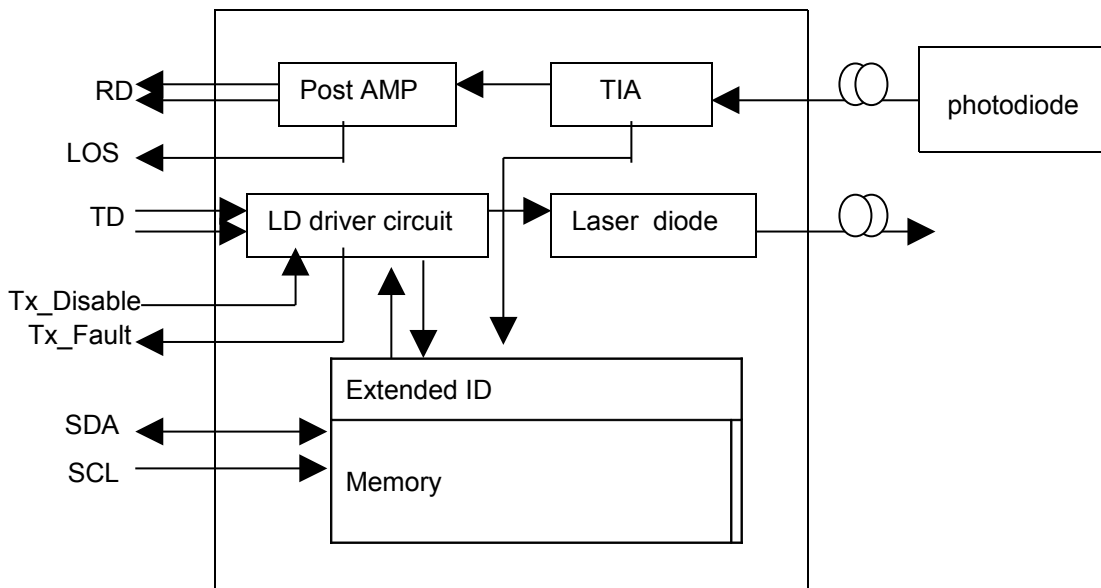 RD
Post AMP
TIA
photodiode
LOS
TD
LD driver circuit
Laser diode
Tx_Disable
Tx_Fault
Extended ID
SDA
SCL
Memory